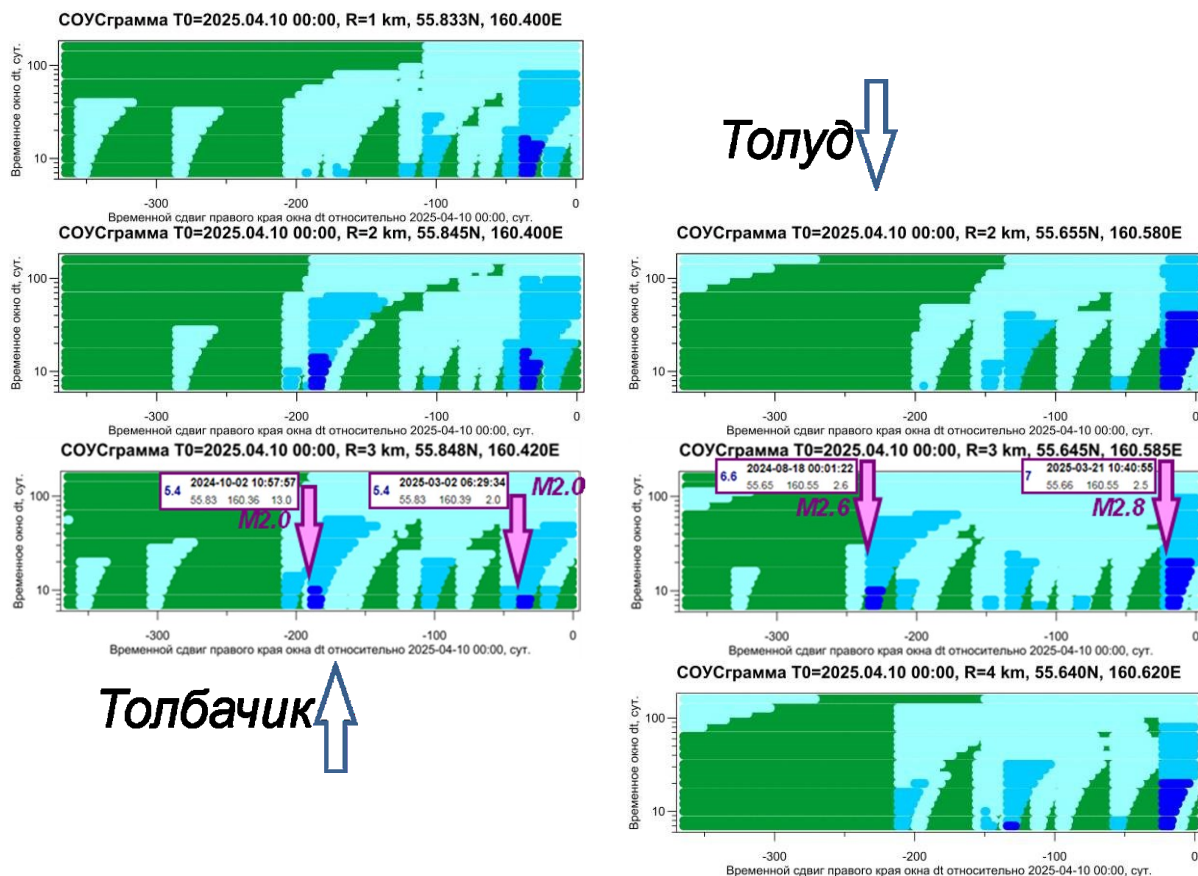 СОУСграмма T0=2025.04.10 00:00, R=1 km, 55.833N, 160.400E
Временное окно dt, сут.
100
10
-300
-200
-100
0
Временной сдвиг правого края окна dt относительно 2025-04-10 00:00, сут.
СОУСграмма T0=2025.04.10 00:00, R=2 km, 55.845N, 160.400E
Временное окно dt, сут.
100
10
-300
-200
-100
0
Временной сдвиг правого края окна dt относительно 2025-04-10 00:00, сут.
СОУСграмма T0=2025.04.10 00:00, R=3 km, 55.848N, 160.420E
Временное окно dt, сут.
100
10
5.4 2024-10-02 10:57:57
55.83 160.36 13.0
M2.0
5.4 2025-03-02 06:29:34
55.83 160.39 2.0
M2.0
-300
-200
-100
0
Временной сдвиг правого края окна dt относительно 2025-04-10 00:00, сут.
Толбачик
Толуд
СОУСграмма T0=2025.04.10 00:00, R=2 km, 55.655N, 160.580E
Временное окно dt, сут.
100
10
-300
-200
-100
0
Временной сдвиг правого края окна dt относительно 2025-04-10 00:00, сут.
СОУСграмма T0=2025.04.10 00:00, R=3 km, 55.645N, 160.585E
Временное окно dt, сут.
100
10
6.6 2024-08-18 00:01:22
55.65 160.55 2.6
M2.6
7 2025-03-21 10:40:55
55.66 160.55 2.5
M2.8
-300
-200
-100
0
Временной сдвиг правого края окна dt относительно 2025-04-10 00:00, сут.
СОУСграмма T0=2025.04.10 00:00, R=4 km, 55.640N, 160.620E
Временное окно dt, сут.
100
10
-300
-200
-100
0
Временной сдвиг правого края окна dt относительно 2025-04-10 00:00, сут.